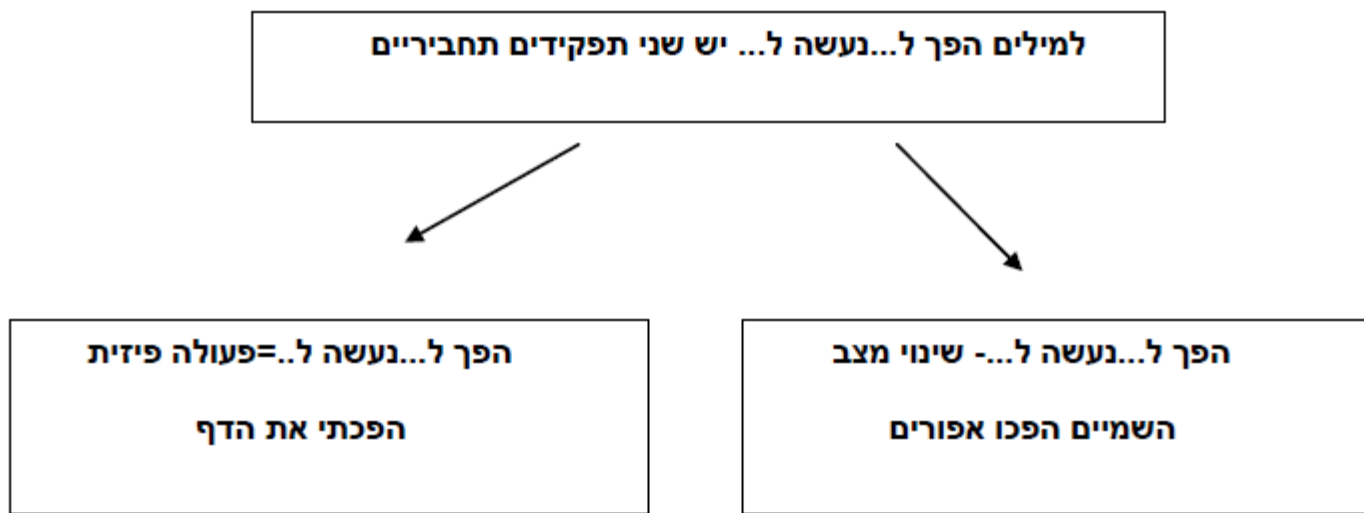 למילים הפך ל...נעשה ל... יש שני תפקידים תחביריים
הפך ל...נעשה ל...- שינוי מצב
השמיים הפכו אפורים
הפך ל...נעשה ל..=פעולה פיזית
הפכתי את הדף